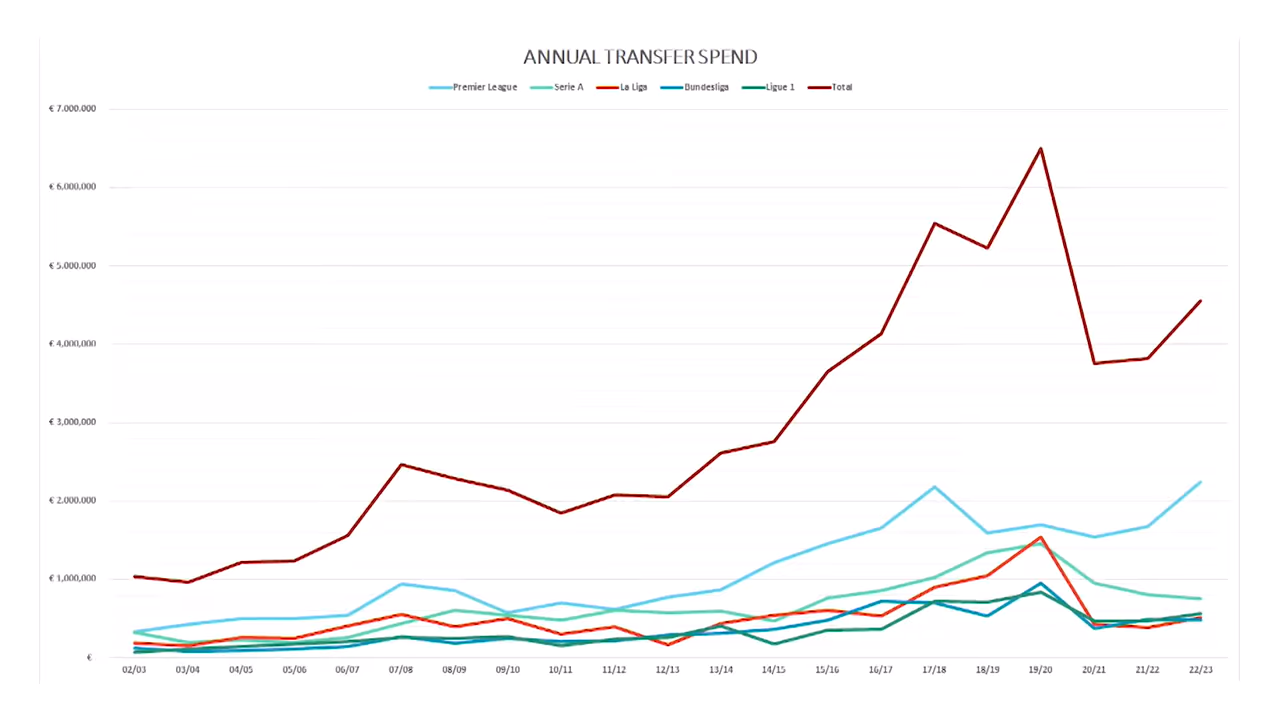 ANNUAL TRANSFER SPEND
Premier League Serie A La Liga Bundesliga Ligue 1 Total
€ 7.000.000
€ 6,000,000
€ 5.000.000
€ 4,000,000
€ 3,000,000
€ 2.000.000
€ 1,000,000
€
02/03 03/04 04/05 05/06 06/07 07/08 08/09 09/10 10/11 11/12 12/13 13/14 14/15 15/16 16/17 17/18 18/19 19/20 20/21 21/22 22/23